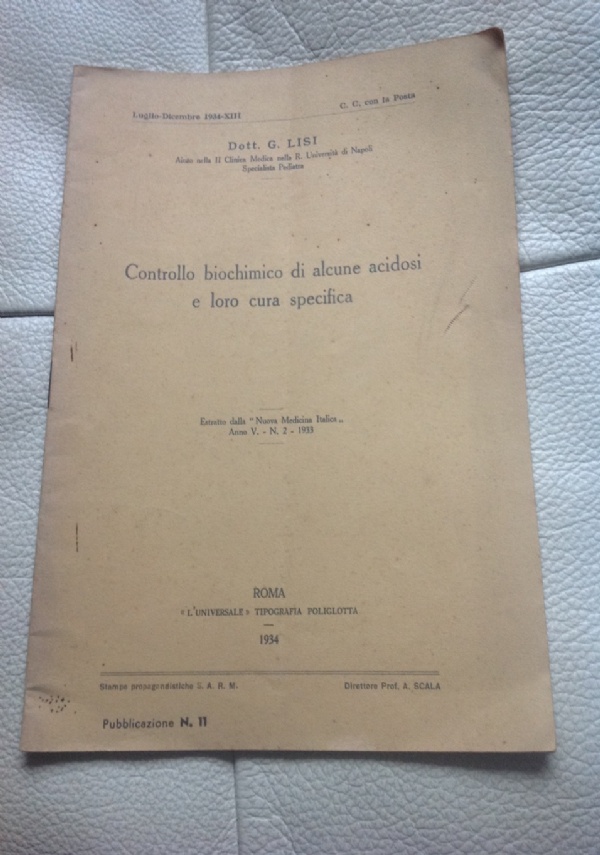 Luglio-Dicembre 1934-XIII
C. C. con la Posta
Dott. G. LISI
Aiuto nella II Clinica Medica nella R. Università di Napoli
Specialista Pediatra
Controllo biochimico di alcune acidosi
e loro cura specifica
Estratto dalla "Nuova Medicina Italica„
Anno V. - N. 2 - 1933
ROMA
« L'UNIVERSALE » TIPOGRAFIA POLIGLOTTA
1934
Stampe propagandistiche S. A. R. M.
Direttore Prof. A. SCALA
Pubblicazione N. 11